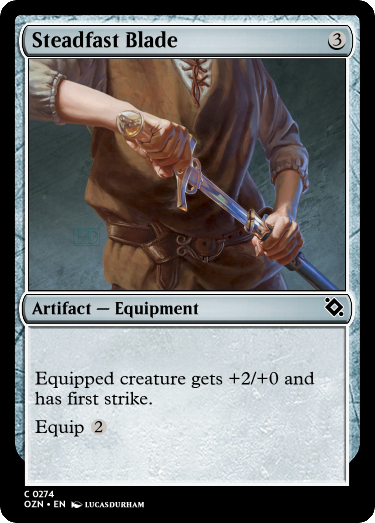 Steadfast Blade 3
Artifact — Equipment
Equipped creature gets +2/+0 and
has first strike.
Equip 2
C 0274
OZN • EN LUCASDURHAM